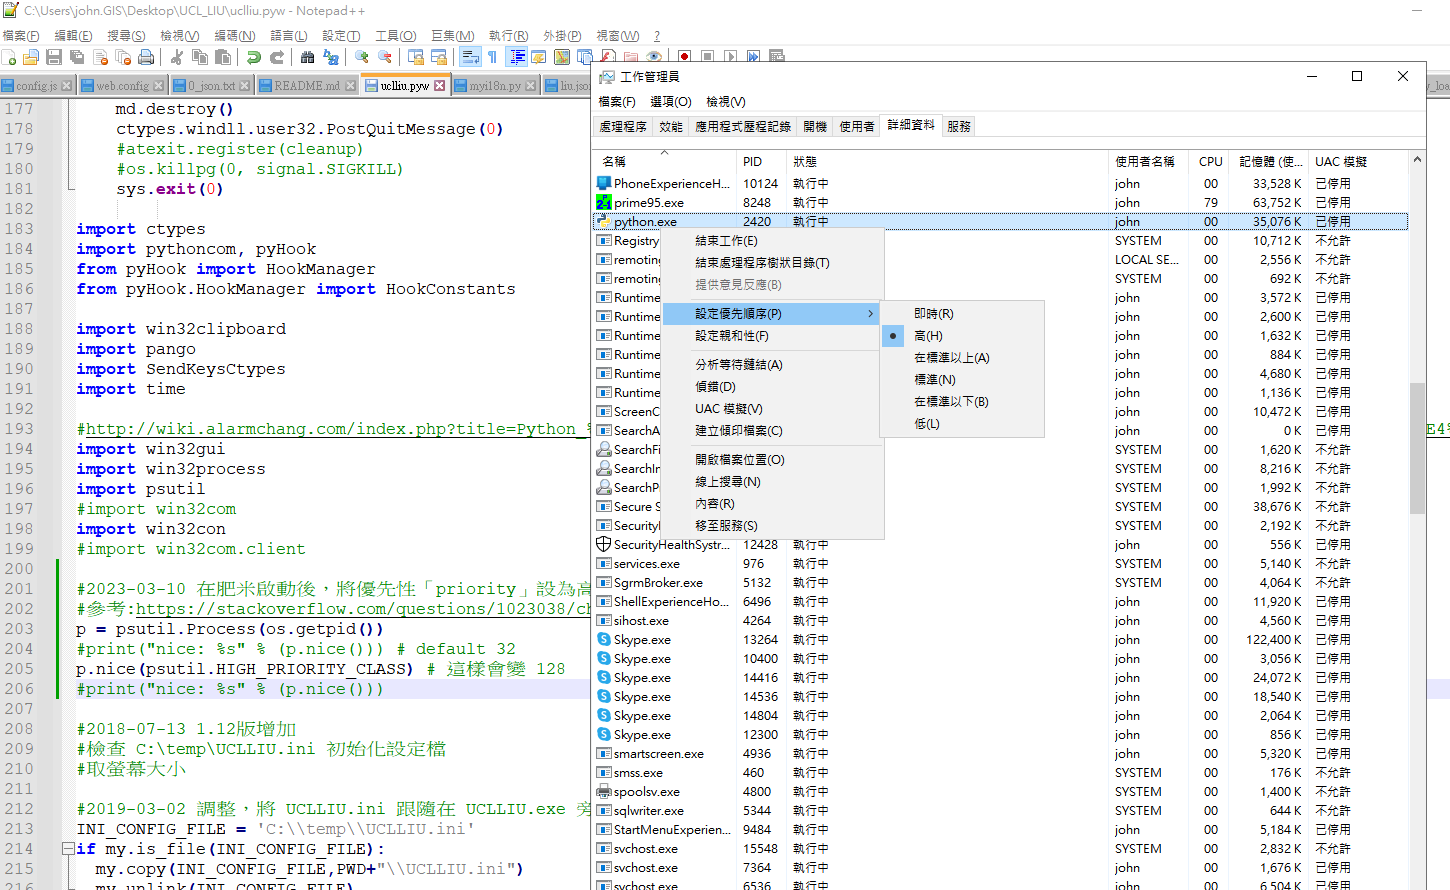 C:\Users\john.GIS\Desktop\UCL_LIU\uclliu.pyw - Notepad++
檔案(F) 編輯(E) 搜尋(S) 檢視(V) 編碼(N) 語言(L) 設定(T) 工具(O) 巨集(M) 執行(R) 外掛(P) 視窗(W) ?
config.js web.config 0_json.txt README.md uclliu.pyw myi18n.py liu.json
177 md.destroy()
178 ctypes.windll.user32.PostQuitMessage(0)
179 #atexit.register(cleanup)
180 #os.killpg(0, signal.SIGKILL)
181 sys.exit(0)
182
183 import ctypes
184 import pythoncom, pyHook
185 from pyHook import HookManager
186 from pyHook.HookManager import HookConstants
187
188 import win32clipboard
189 import pango
190 import SendKeysCtypes
191 import time
192
193 #http://wiki.alarmchang.com/index.php?title=Python_
194 import win32gui
195 import win32process
196 import psutil
197 #import win32com
198 import win32con
199 #import win32com.client
200
201 #2023-03-10 在肥米啟動後，將優先性「priority」設為高
202 #參考:https://stackoverflow.com/questions/1023038/ch
203 p = psutil.Process(os.getpid())
204 #print("nice: %s" % (p.nice())) # default 32
205 p.nice(psutil.HIGH_PRIORITY_CLASS) # 這樣會變 128
206 #print("nice: %s" % (p.nice()))
207
208 #2018-07-13 1.12版增加
209 #檢查 C:\temp\UCLLIU.ini 初始化設定檔
210 #取螢幕大小
211
212 #2019-03-02 調整，將 UCLLIU.ini 跟隨在 UCLLIU.exe 旁
213 INI_CONFIG_FILE = 'C:\\temp\\UCLLIU.ini'
214 if my.is_file(INI_CONFIG_FILE):
215 my.copy(INI_CONFIG_FILE,PWD+"\\UCLLIU.ini")
216 my.unlink(INI_CONFIG_FILE)
工作管理員
檔案(F) 選項(O) 檢視(V)
處理程序 效能 應用程式歷程記錄 開機 使用者 詳細資料 服務
名稱 PID 狀態 使用者名稱 CPU 記憶體 (使... UAC 模擬
PhoneExperienceH... 10124 執行中 john 00 33,528 K 已停用
prime95.exe 8248 執行中 john 79 63,752 K 已停用
python.exe 2420 執行中 john 00 35,076 K 已停用
Registry SYSTEM 00 10,712 K 不允許
remoting LOCAL SE... 00 2,556 K 不允許
remoting SYSTEM 00 692 K 不允許
Runtime john 00 3,572 K 已停用
Runtime john 00 2,600 K 已停用
Runtime john 00 1,632 K 已停用
Runtime john 00 884 K 已停用
Runtime john 00 4,680 K 已停用
Runtime john 00 1,136 K 已停用
ScreenC john 00 10,472 K 已停用
SearchA john 00 0 K 已停用
SearchFi SYSTEM 00 1,620 K 不允許
SearchIn SYSTEM 00 8,216 K 不允許
SearchP SYSTEM 00 1,992 K 不允許
Secure S SYSTEM 00 38,676 K 不允許
SecurityH SYSTEM 00 2,192 K 不允許
SecurityHealthSystr... 12428 執行中 john 00 556 K 已停用
services.exe 976 執行中 SYSTEM 00 5,140 K 不允許
SgrmBroker.exe 5132 執行中 SYSTEM 00 4,064 K 不允許
ShellExperienceHo... 6496 執行中 john 00 11,920 K 已停用
sihost.exe 4264 執行中 john 00 4,560 K 已停用
Skype.exe 13264 執行中 john 00 122,400 K 已停用
Skype.exe 10400 執行中 john 00 3,056 K 已停用
Skype.exe 14416 執行中 john 00 24,072 K 已停用
Skype.exe 14536 執行中 john 00 18,540 K 已停用
Skype.exe 14804 執行中 john 00 2,064 K 已停用
Skype.exe 12300 執行中 john 00 856 K 已停用
smartscreen.exe 4936 執行中 john 00 5,320 K 已停用
smss.exe 460 執行中 SYSTEM 00 176 K 不允許
spoolsv.exe 4800 執行中 SYSTEM 00 1,400 K 不允許
sqlwriter.exe 5344 執行中 SYSTEM 00 644 K 不允許
StartMenuExperien... 9484 執行中 john 00 5,184 K 已停用
svchost.exe 15548 執行中 SYSTEM 00 2,832 K 不允許
svchost.exe 7364 執行中 john 00 1,676 K 已停用
svchost.exe 6536 執行中 john 00 6,504 K 已停用
結束工作(E)
結束處理程序樹狀目錄(T)
提供意見反應(B)
設定優先順序(P)
設定親和性(F)
分析等待鏈結(A)
偵錯(D)
UAC 模擬(V)
建立傾印檔案(C)
開啟檔案位置(O)
線上搜尋(N)
內容(R)
移至服務(S)
即時(R)
高(H)
在標準以上(A)
標準(N)
在標準以下(B)
低(L)